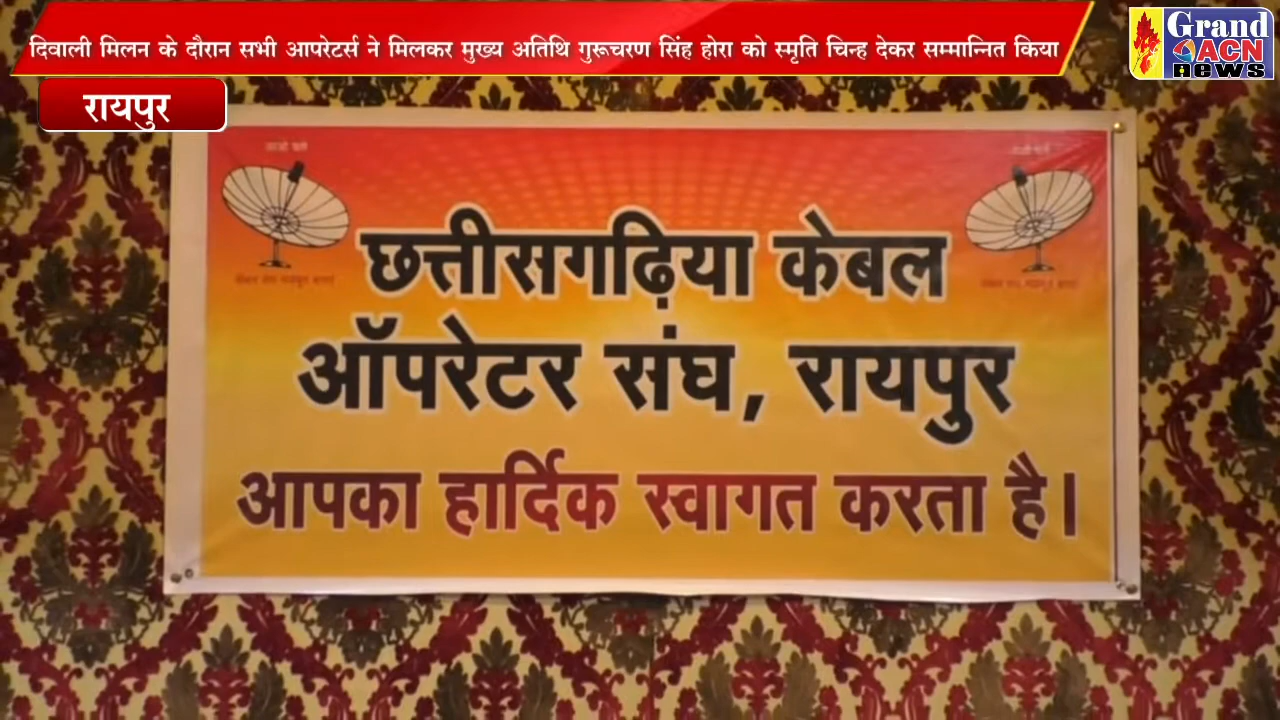 दिवाली मिलन के दौरान सभी आपरेटर्स ने मिलकर मुख्य अतिथि गुरूचरण सिंह होरा को स्मृति चिन्ह देकर सम्मान्नित किया
Grand
ACN
News
रायपुर
छत्तीसगढ़िया केबल
ऑपरेटर संघ, रायपुर
आपका हार्दिक स्वागत करता है।